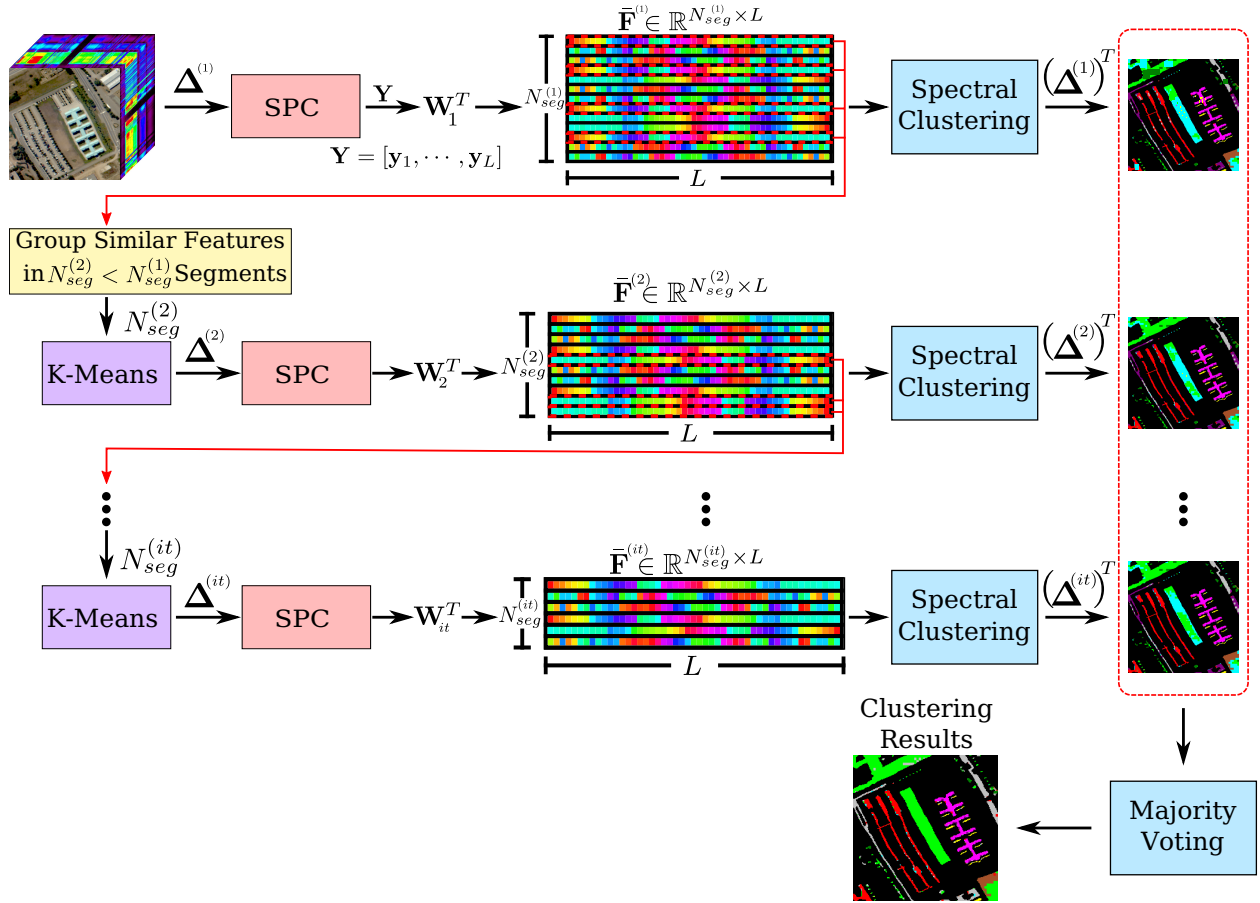 Δ^(1)
SPC
Y
W_1^T
Y = [y_1, ⋯ , y_L]
F̄^(1) ∈ ℝ^{N_seg^(1) × L}
N_seg^(1)
L
Spectral
Clustering
(Δ^(1))^T
Group Similar Features
in N_seg^(2) < N_seg^(1) Segments
N_seg^(2)
K-Means
Δ^(2)
SPC
W_2^T
F̄^(2) ∈ ℝ^{N_seg^(2) × L}
N_seg^(2)
L
Spectral
Clustering
(Δ^(2))^T
N_seg^(it)
K-Means
Δ^(it)
SPC
W_it^T
F̄^(it) ∈ ℝ^{N_seg^(it) × L}
N_seg^(it)
L
Spectral
Clustering
(Δ^(it))^T
Clustering
Results
Majority
Voting